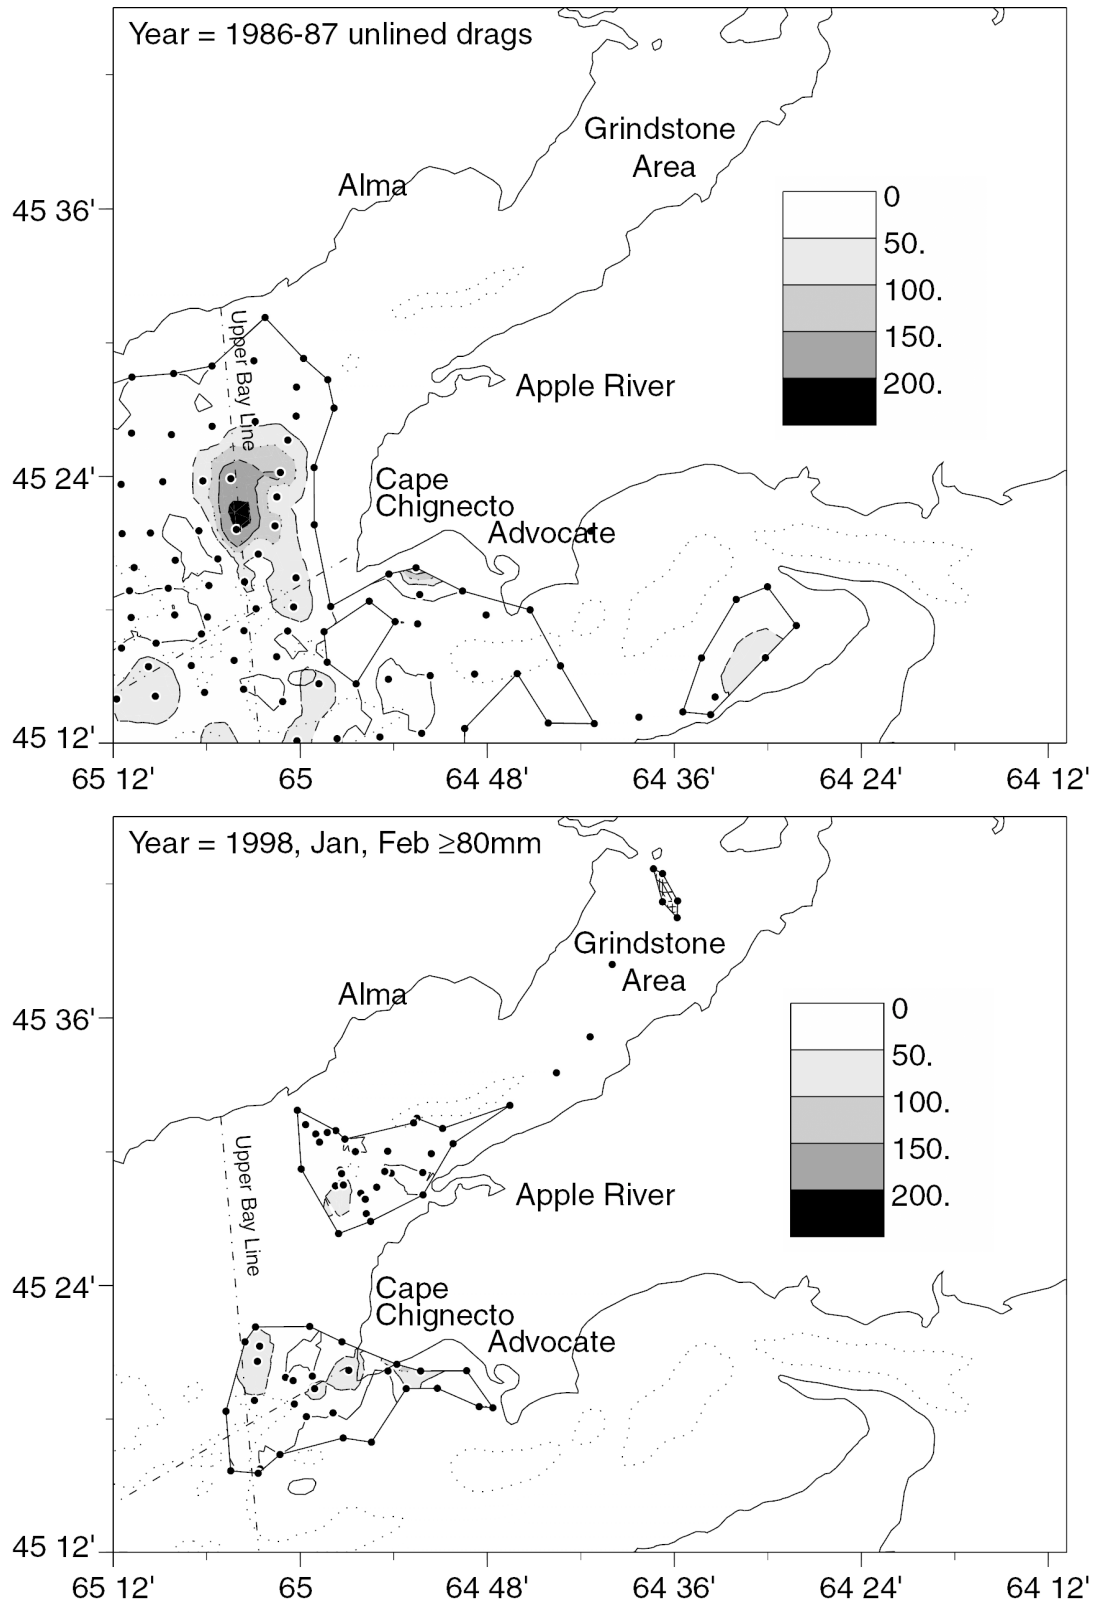 Year = 1986-87 unlined drags
Grindstone
Area
Alma
45 36'
0
50.
100.
150.
200.
Upper Bay Line
Apple River
45 24'
Cape
Chignecto
Advocate
45 12'
65 12'
65
64 48'
64 36'
64 24'
64 12'
Year = 1998, Jan, Feb ≥80mm
Grindstone
Area
Alma
45 36'
0
50.
100.
150.
200.
Upper Bay Line
Apple River
45 24'
Cape
Chignecto
Advocate
45 12'
65 12'
65
64 48'
64 36'
64 24'
64 12'